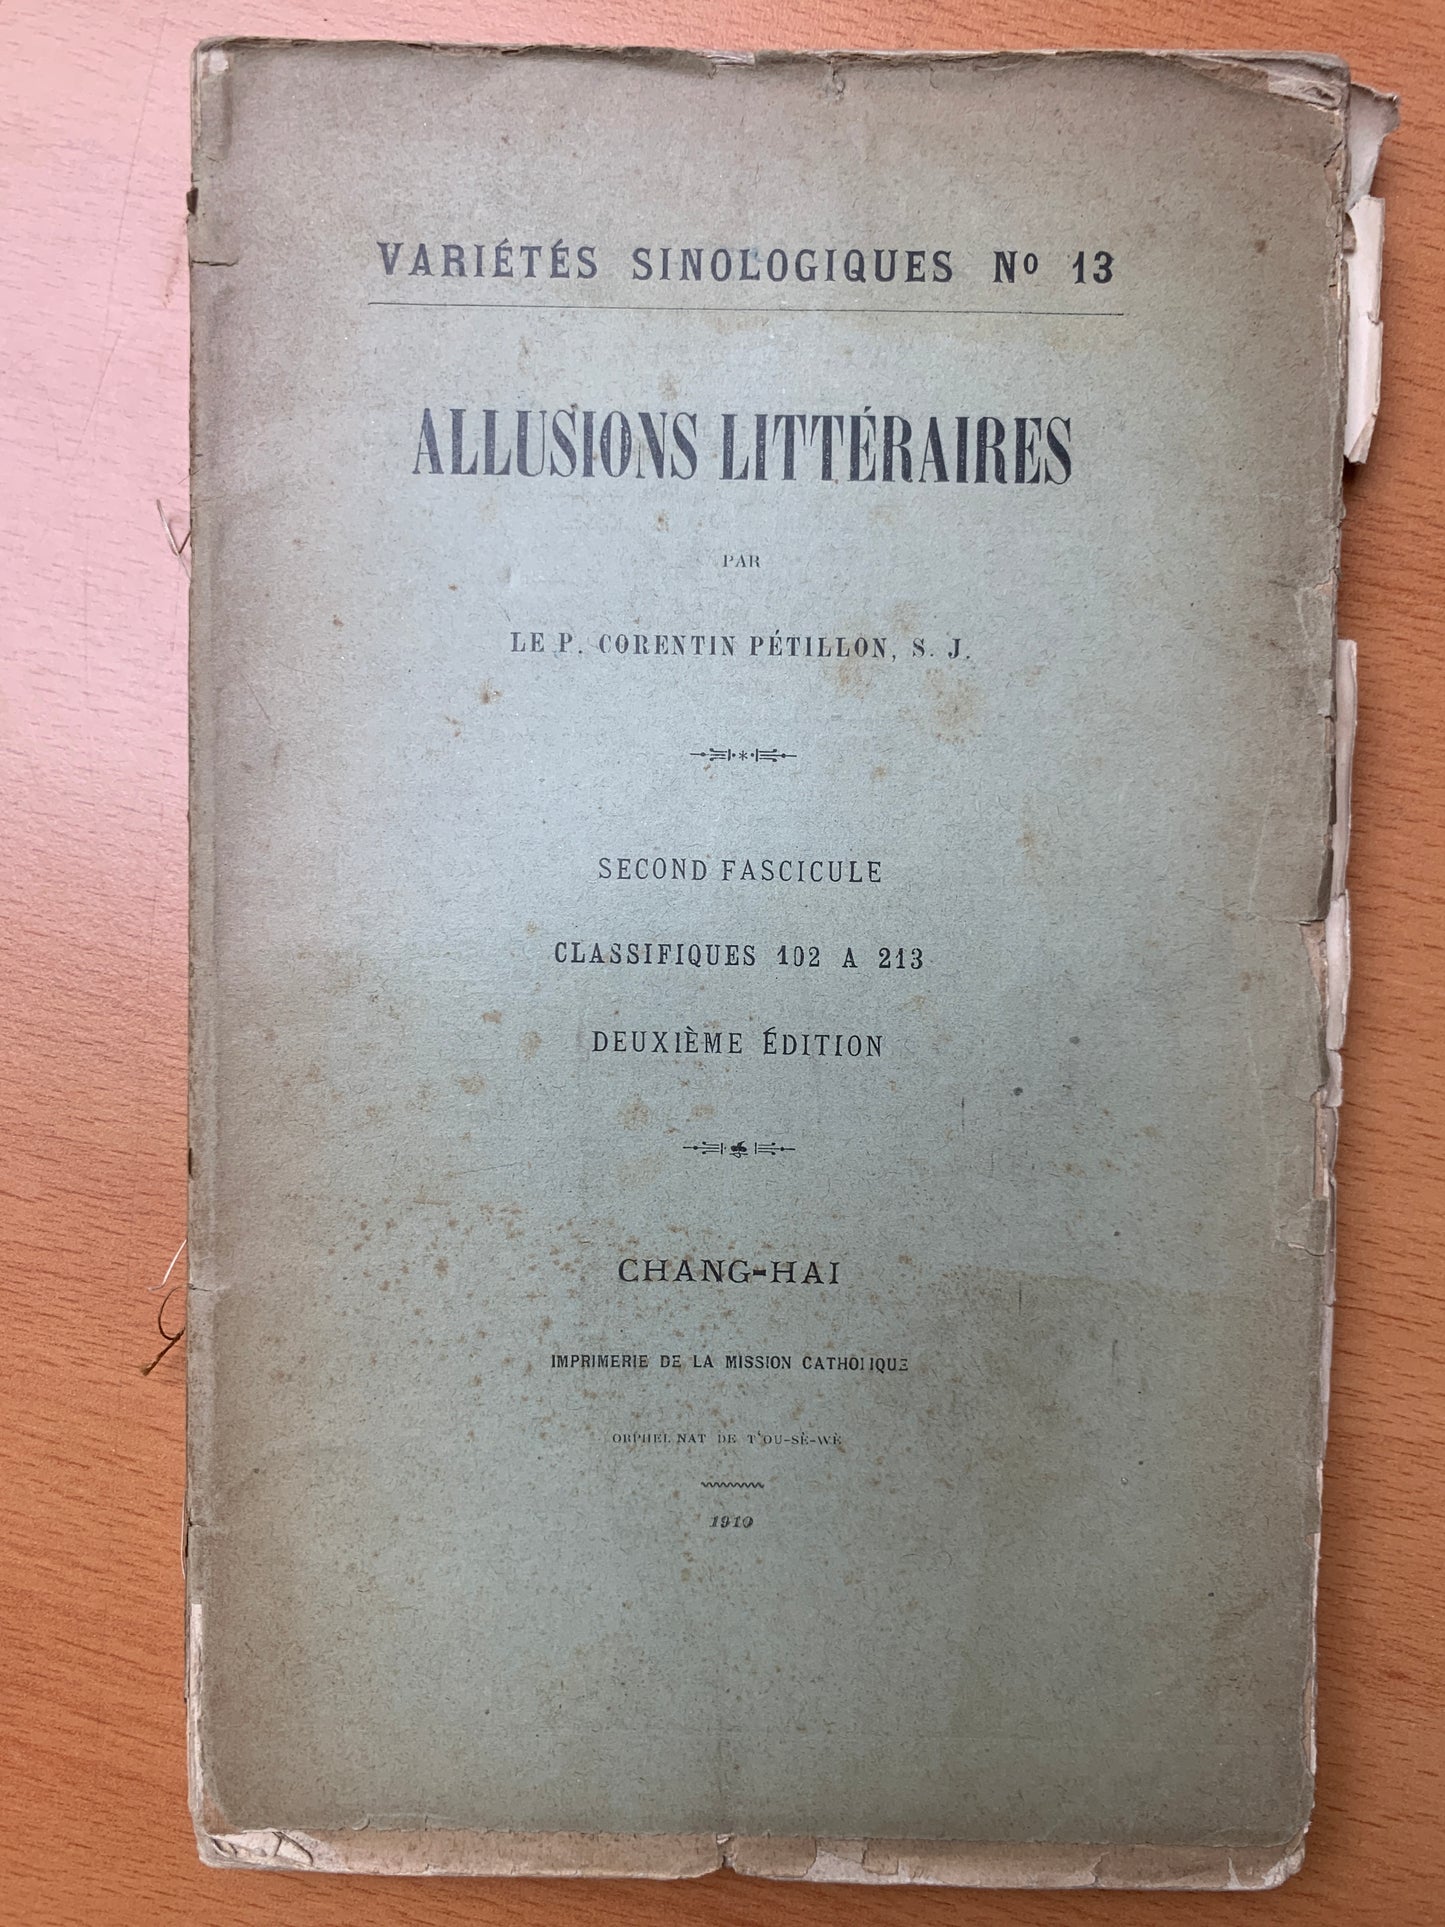 VARIÉTÉS SINOLOGIQUES Nº 13
ALLUSIONS LITTÉRAIRES
PAR
LE P. CORENTIN PÉTILLON, S. J.
SECOND FASCICULE
CLASSIFIQUES 102 A 213
DEUXIÈME ÉDITION
CHANG-HAI
IMPRIMERIE DE LA MISSION CATHOLIQUE
ORPHELINAT DE T'OU-SÈ-WÈ
1910